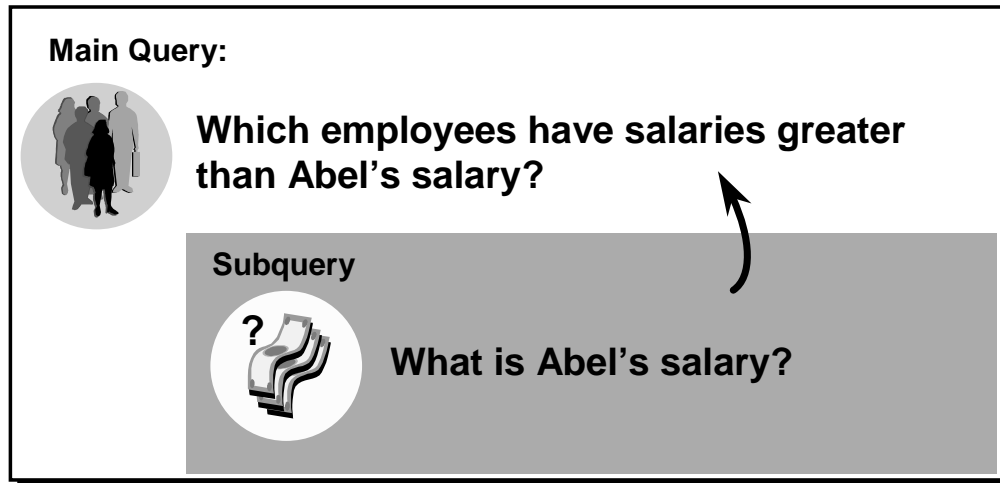 Main Query:
Which employees have salaries greater
than Abel’s salary?
Subquery
?
What is Abel’s salary?